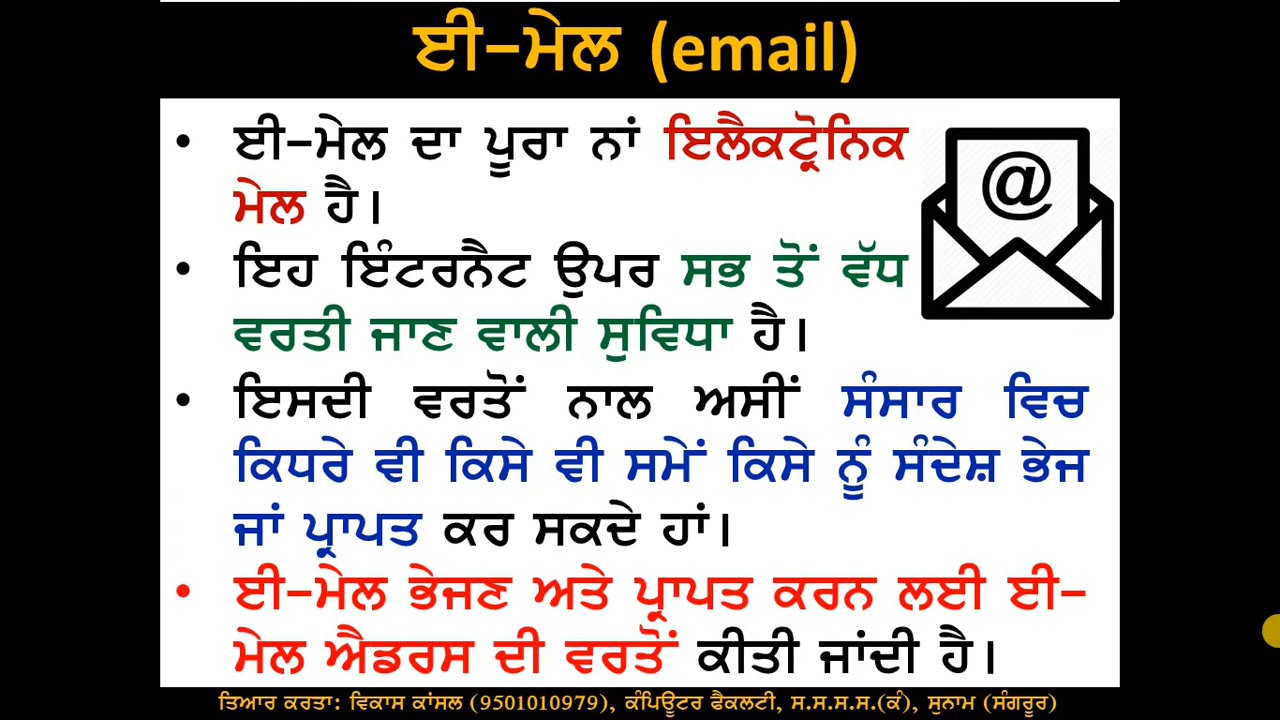 ਈ-ਮੇਲ (email)
• ਈ-ਮੇਲ ਦਾ ਪੂਰਾ ਨਾਂ ਇਲੈਕਟ੍ਰੋਨਿਕ
ਮੇਲ ਹੈ।
• ਇਹ ਇੰਟਰਨੈਟ ਉਪਰ ਸਭ ਤੋਂ ਵੱਧ
ਵਰਤੀ ਜਾਣ ਵਾਲੀ ਸੁਵਿਧਾ ਹੈ।
• ਇਸਦੀ ਵਰਤੋਂ ਨਾਲ ਅਸੀਂ ਸੰਸਾਰ ਵਿਚ
ਕਿਧਰੇ ਵੀ ਕਿਸੇ ਵੀ ਸਮੇਂ ਕਿਸੇ ਨੂੰ ਸੰਦੇਸ਼ ਭੇਜ
ਜਾਂ ਪ੍ਰਾਪਤ ਕਰ ਸਕਦੇ ਹਾਂ।
• ਈ-ਮੇਲ ਭੇਜਣ ਅਤੇ ਪ੍ਰਾਪਤ ਕਰਨ ਲਈ ਈ-
ਮੇਲ ਐਡਰਸ ਦੀ ਵਰਤੋਂ ਕੀਤੀ ਜਾਂਦੀ ਹੈ।
@
ਤਿਆਰ ਕਰਤਾ: ਵਿਕਾਸ ਕਾਂਸਲ (9501010979), ਕੰਪਿਊਟਰ ਫੈਕਲਟੀ, ਸ.ਸ.ਸ.ਸ.(ਕੰ), ਸੁਨਾਮ (ਸੰਗਰੂਰ)